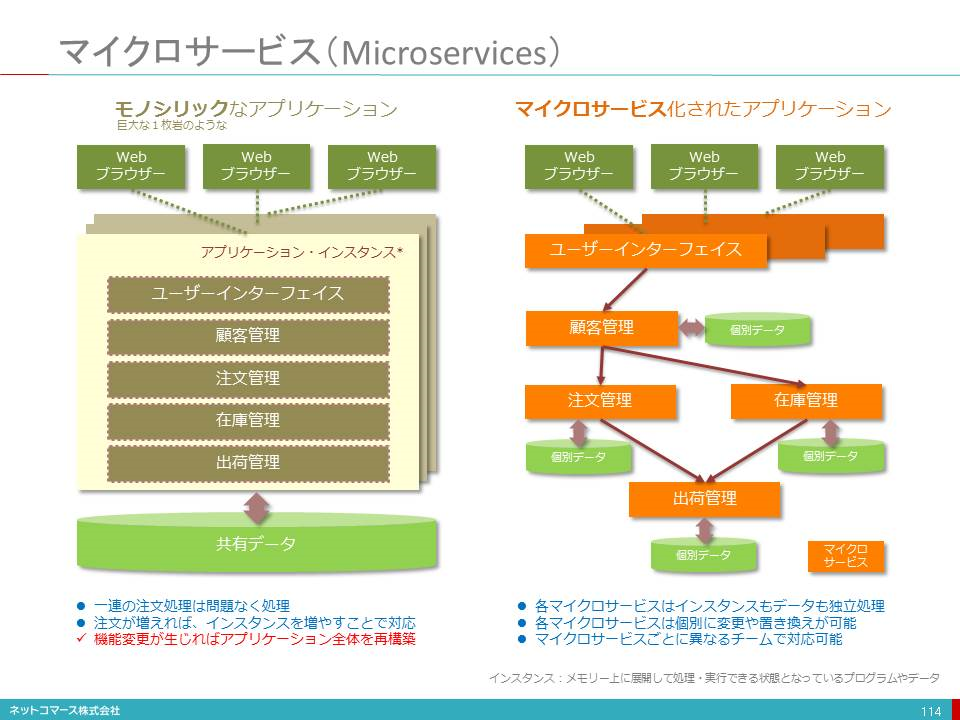 マイクロサービス（Microservices）
モノシリックなアプリケーション
巨大な１枚岩のような
Web
ブラウザー
Web
ブラウザー
Web
ブラウザー
アプリケーション・インスタンス*
ユーザーインターフェイス
顧客管理
注文管理
在庫管理
出荷管理
共有データ
一連の注文処理は問題なく処理
注文が増えれば、インスタンスを増やすことで対応
機能変更が生じればアプリケーション全体を再構築
マイクロサービス化されたアプリケーション
Web
ブラウザー
Web
ブラウザー
Web
ブラウザー
ユーザーインターフェイス
顧客管理
個別データ
注文管理
在庫管理
個別データ
個別データ
出荷管理
個別データ
マイクロ
サービス
各マイクロサービスはインスタンスもデータも独立処理
各マイクロサービスは個別に変更や置き換えが可能
マイクロサービスごとに異なるチームで対応可能
インスタンス：メモリー上に展開して処理・実行できる状態となっているプログラムやデータ
ネットコマース株式会社
114